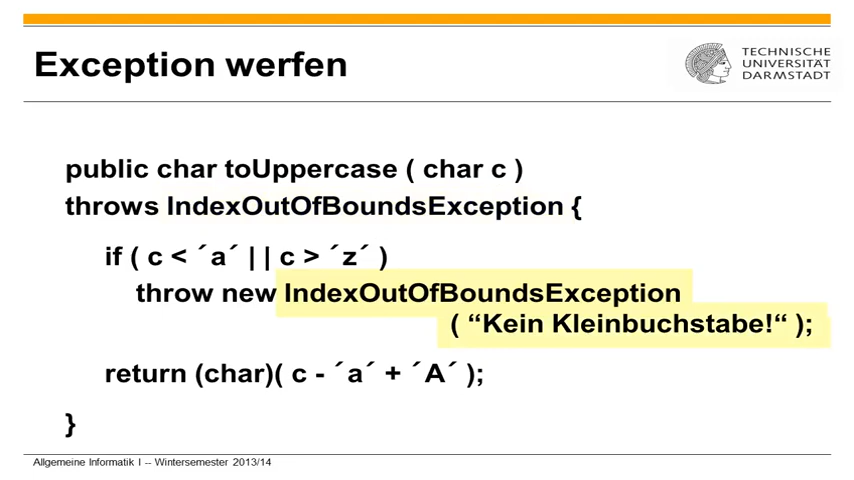 Exception werfen
TECHNISCHE
UNIVERSITÄT
DARMSTADT
public char toUppercase ( char c )
throws IndexOutOfBoundsException {
if ( c < ´a´ | | c > ´z´ )
throw new IndexOutOfBoundsException
( “Kein Kleinbuchstabe!“ );
return (char)( c - ´a´ + ´A´ );
}
Allgemeine Informatik I -- Wintersemester 2013/14